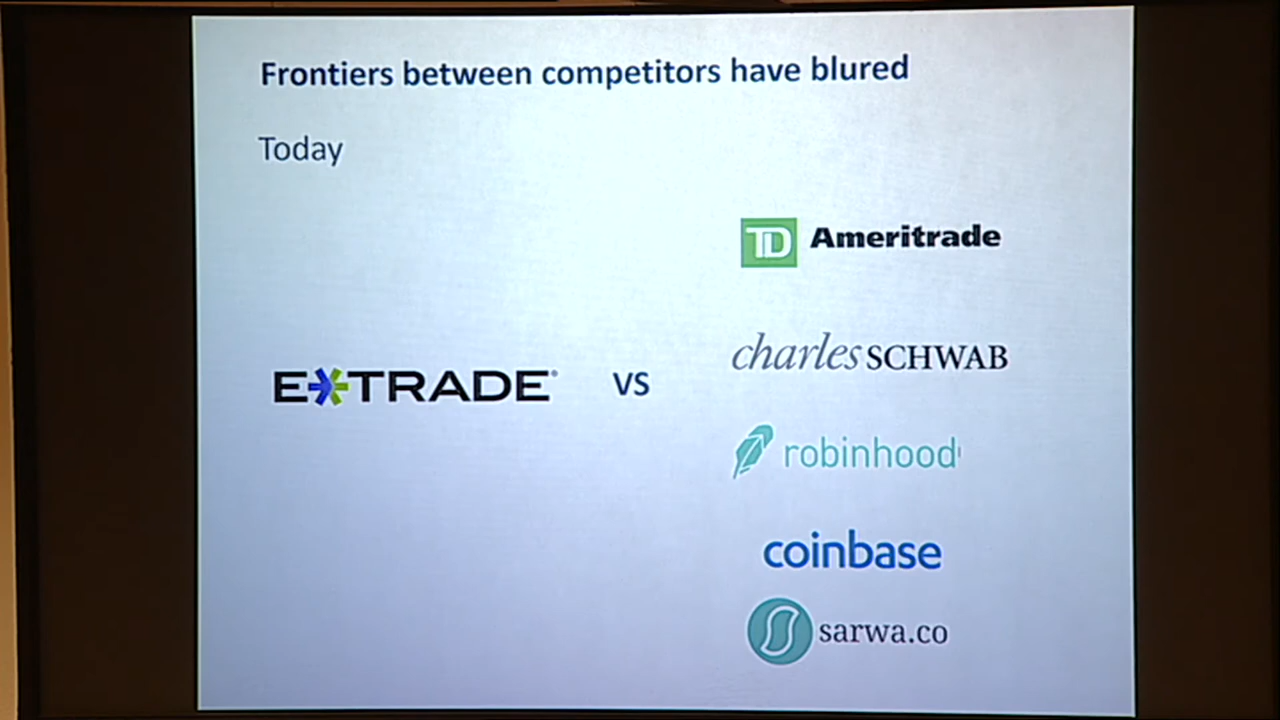 Frontiers between competitors have blured
Today
TD Ameritrade
charles SCHWAB
E*TRADE®
VS
robinhood
coinbase
sarwa.co